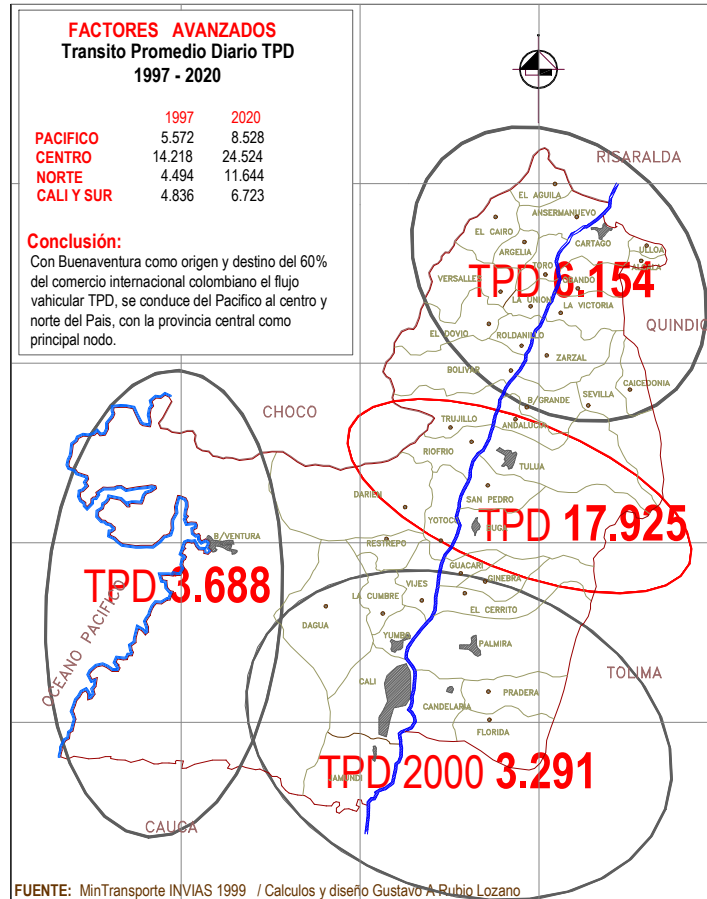 FACTORES AVANZADOS
Transito Promedio Diario TPD
1997 - 2020
1997 2020
PACIFICO 5.572 8.528
CENTRO 14.218 24.524
NORTE 4.494 11.644
CALI Y SUR 4.836 6.723
Conclusión:
Con Buenaventura como origen y destino del 60%
del comercio internacional colombiano el flujo
vehicular TPD, se conduce del Pacifico al centro y
norte del Pais, con la provincia central como
principal nodo.
RISARALDA
EL AGUILA
ANSERMANUEVO
EL CAIRO
CARTAGO
ULLOA
ARGELIA
TORO
VERSALLES
TPD 6.154
LA UNION
LA VICTORIA
QUINDIO
EL DOVIO
ROLDANILLO
ZARZAL
BOLIVAR
CAICEDONIA
SEVILLA
B/GRANDE
CHOCO
TRUJILLO
ANDALUCIA
RIOFRIO
TULUA
SAN PEDRO
DARIEN
YOTOCO
TPD 17.925
B/VENTURA
RESTREPO
GUACARI
GINEBRA
TPD 3.688
VIJES
LA CUMBRE
EL CERRITO
DAGUA
YUMBO
PALMIRA
OCEANO PACIFICO
TOLIMA
CALI
PRADERA
CANDELARIA
FLORIDA
TPD 2000 3.291
CAUCA
FUENTE: MinTransporte INVIAS 1999 / Calculos y diseño Gustavo A Rubio Lozano